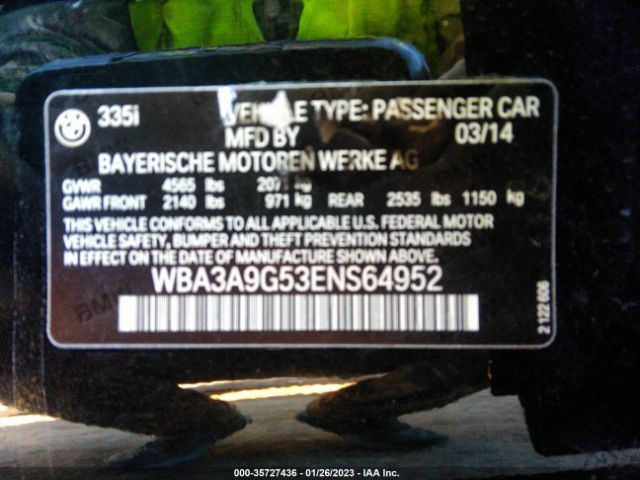 335i VEHICLE TYPE: PASSENGER CAR
MFD BY 03/14
BAYERISCHE MOTOREN WERKE AG
GVWR 4565 lbs kg
GAWR FRONT 2140 lbs 971 kg REAR 2535 lbs 1150 kg
THIS VEHICLE CONFORMS TO ALL APPLICABLE U.S. FEDERAL MOTOR
VEHICLE SAFETY, BUMPER AND THEFT PREVENTION STANDARDS
IN EFFECT ON THE DATE OF MANUFACTURE SHOWN ABOVE.
WBA3A9G53ENS64952
2 122 606
000-35727436 - 01/26/2023 - IAA Inc.